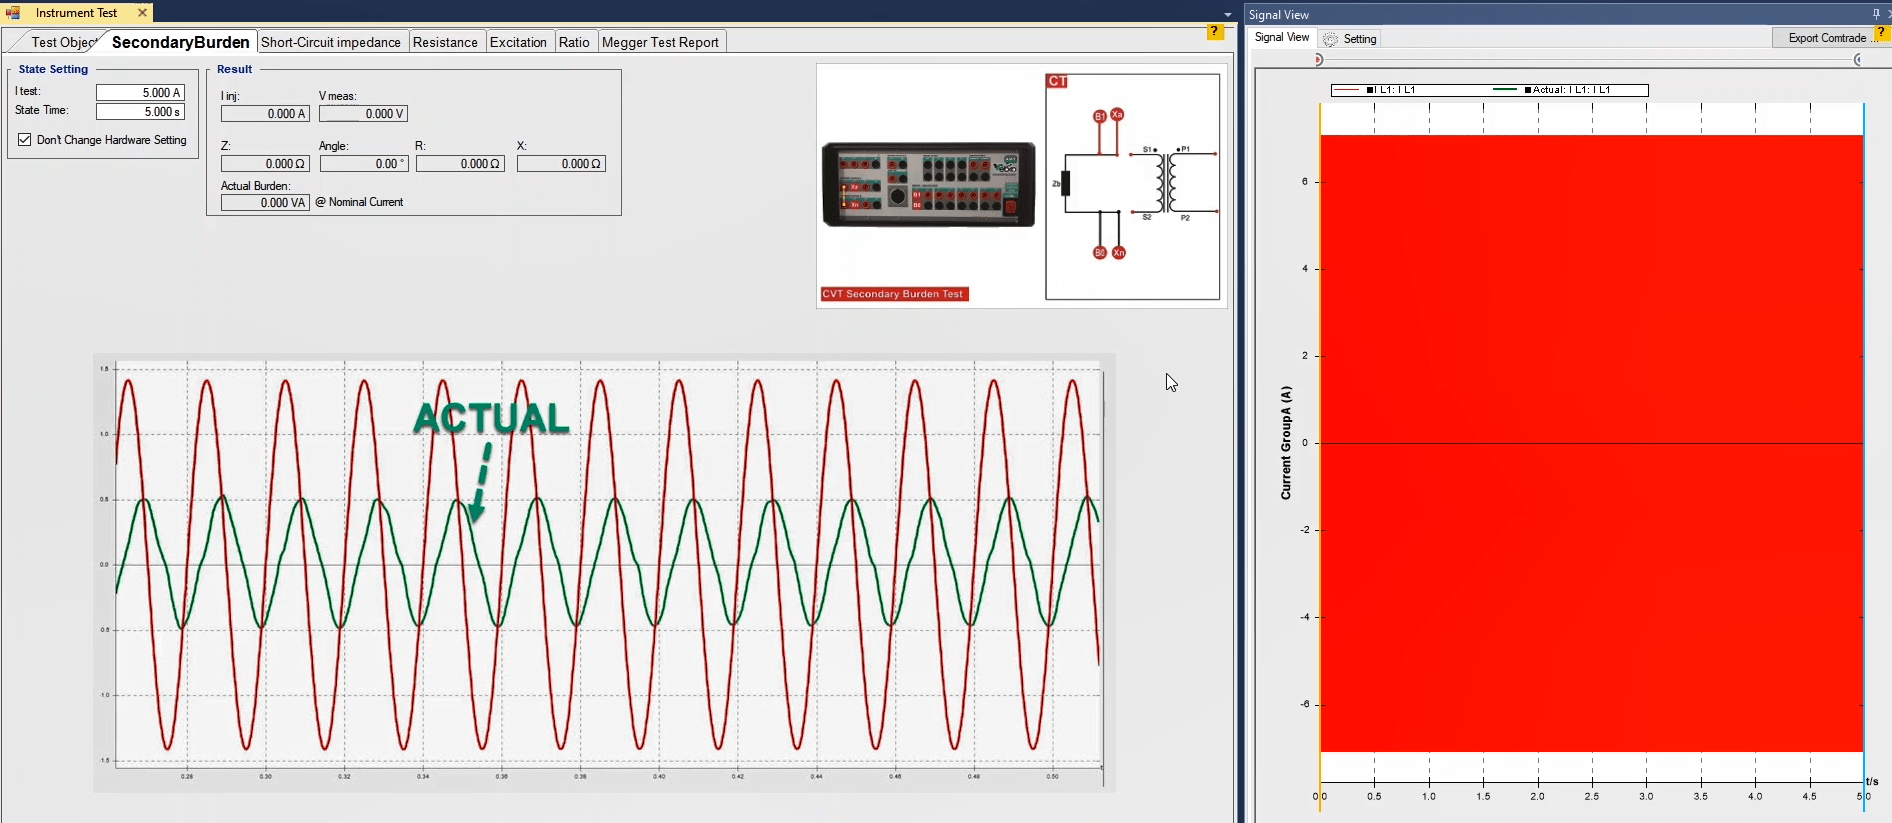 Instrument Test
Test Object
SecondaryBurden
Short-Circuit impedance
Resistance
Excitation
Ratio
Megger Test Report
?
State Setting
I test: 5.000 A
State Time: 5.000 s
Don't Change Hardware Setting
Result
I inj: V meas:
0.000 A 0.000 V
Z: Angle: R: X:
0.000 Ω 0.00 ° 0.000 Ω 0.000 Ω
Actual Burden:
0.000 VA @ Nominal Current
CT
B1 Xa
S1 P1
Zb
S2 P2
B0 Xn
CVT Secondary Burden Test
1.5
1.0
0.5
0.0
-0.5
-1.0
-1.5
ACTUAL
0.28 0.30 0.32 0.34 0.36 0.38 0.40 0.42 0.44 0.46 0.48 0.50
Signal View
Signal View Setting Export Comtrade ... ?
I L1: I L1 Actual: I L1: I L1
Current GroupA (A)
6
4
2
0
-2
-4
-6
t/s
0.0 0.5 1.0 1.5 2.0 2.5 3.0 3.5 4.0 4.5 5.0